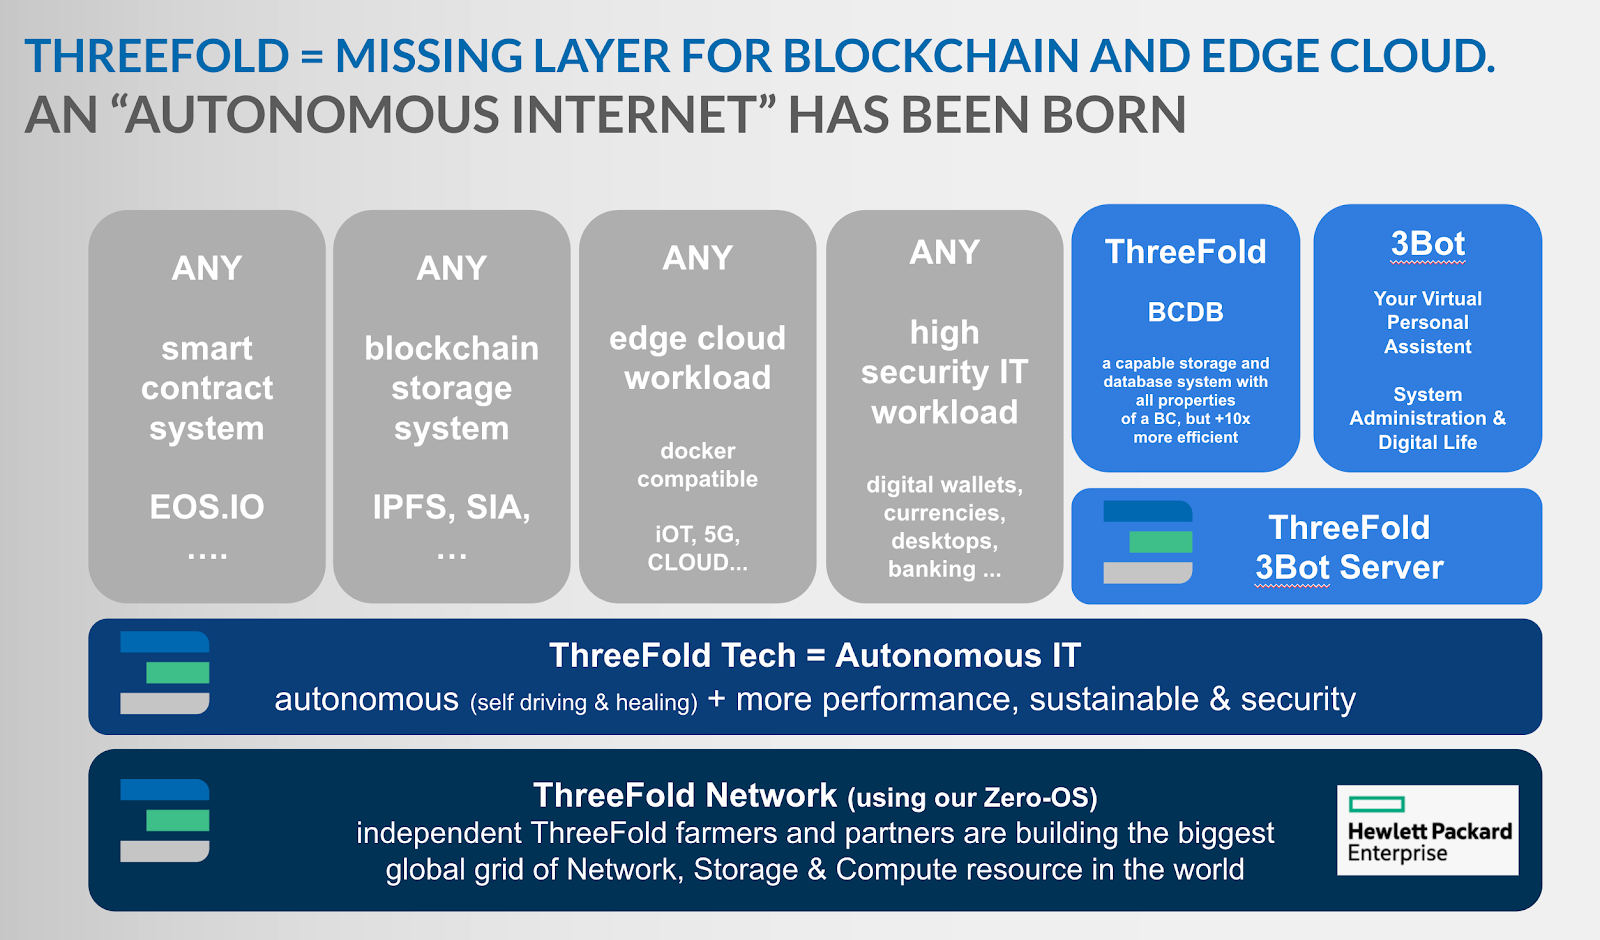 THREEFOLD = MISSING LAYER FOR BLOCKCHAIN AND EDGE CLOUD.
AN “AUTONOMOUS INTERNET” HAS BEEN BORN
ANY
smart
contract
system
EOS.IO
....
ANY
blockchain
storage
system
IPFS, SIA,
...
ANY
edge cloud
workload
docker
compatible
iOT, 5G,
CLOUD...
ANY
high
security IT
workload
digital wallets,
currencies,
desktops,
banking ...
ThreeFold
BCDB
a capable storage and
database system with
all properties
of a BC, but +10x
more efficient
3Bot
Your Virtual
Personal
Assistent
System
Administration &
Digital Life
ThreeFold
3Bot Server
ThreeFold Tech = Autonomous IT
autonomous (self driving & healing) + more performance, sustainable & security
ThreeFold Network (using our Zero-OS)
independent ThreeFold farmers and partners are building the biggest
global grid of Network, Storage & Compute resource in the world
Hewlett Packard
Enterprise